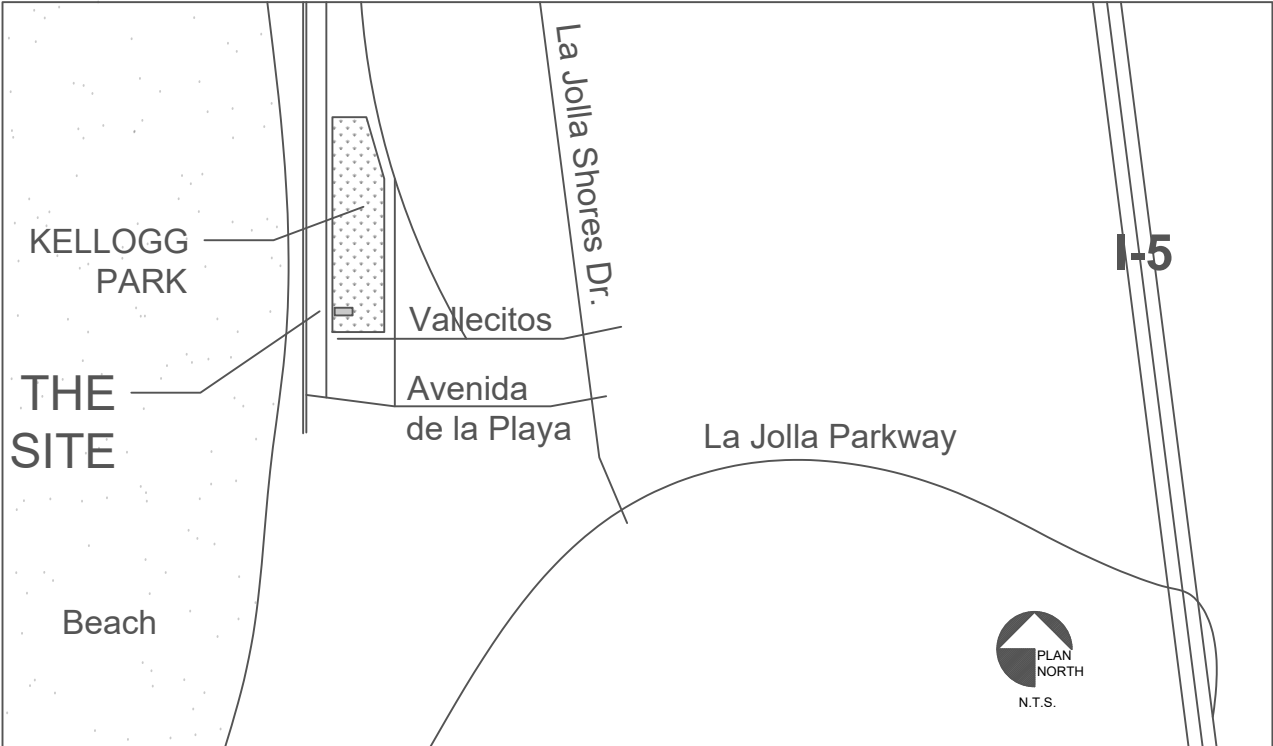 La Jolla Shores Dr.
KELLOGG
PARK
I-5
Vallecitos
THE
SITE
Avenida
de la Playa
La Jolla Parkway
Beach
PLAN
NORTH
N.T.S.